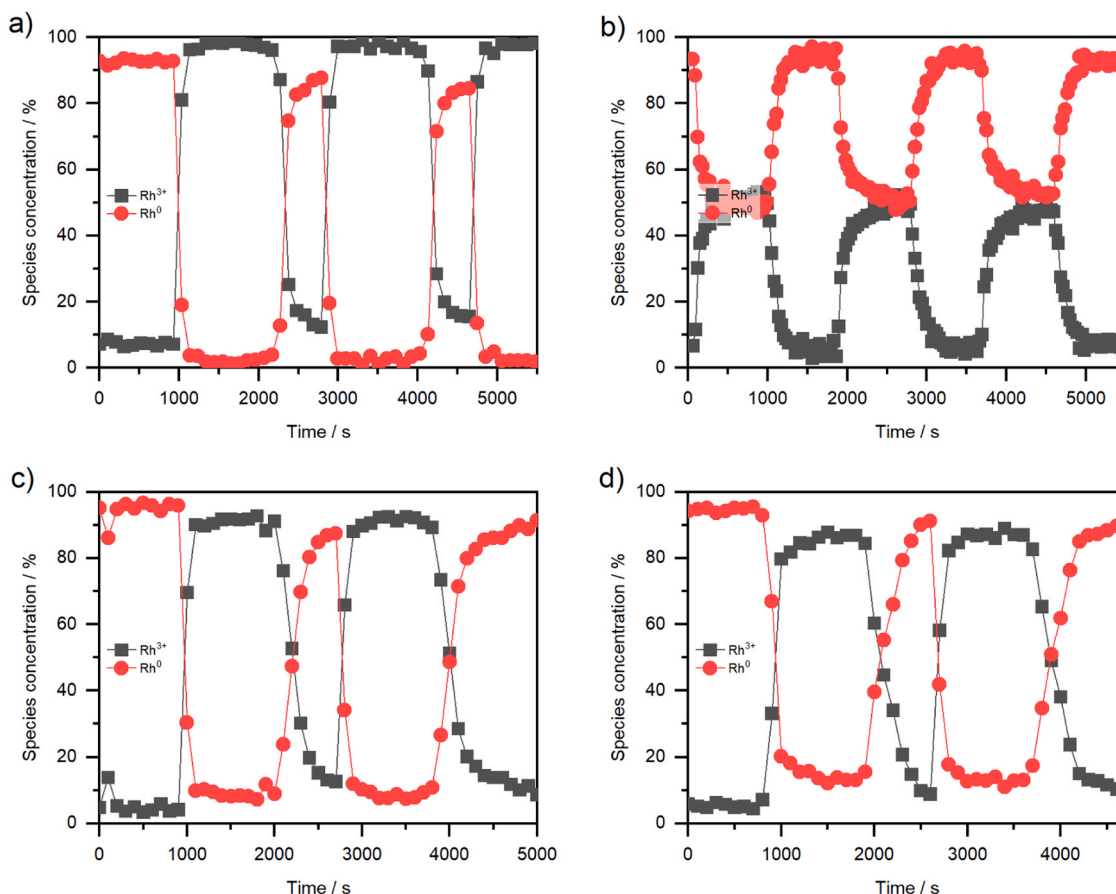 a)
100
80
60
40
20
0
Species concentration / %
Rh3+
Rh0
0 1000 2000 3000 4000 5000
Time / s
b)
100
80
60
40
20
0
Species concentration / %
Rh3+
Rh0
0 1000 2000 3000 4000 5000
Time / s
c)
100
80
60
40
20
0
Species concentration / %
Rh3+
Rh0
0 1000 2000 3000 4000 5000
Time / s
d)
100
80
60
40
20
0
Species concentration / %
Rh3+
Rh0
0 1000 2000 3000 4000
Time / s